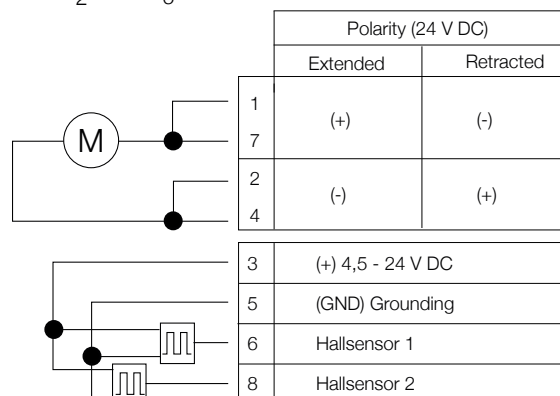 Polarity (24 V DC)
Extended Retracted
1
(+) (-)
7
M
2
(-) (+)
4
3 (+) 4,5 - 24 V DC
5 (GND) Grounding
6 Hallsensor 1
8 Hallsensor 2